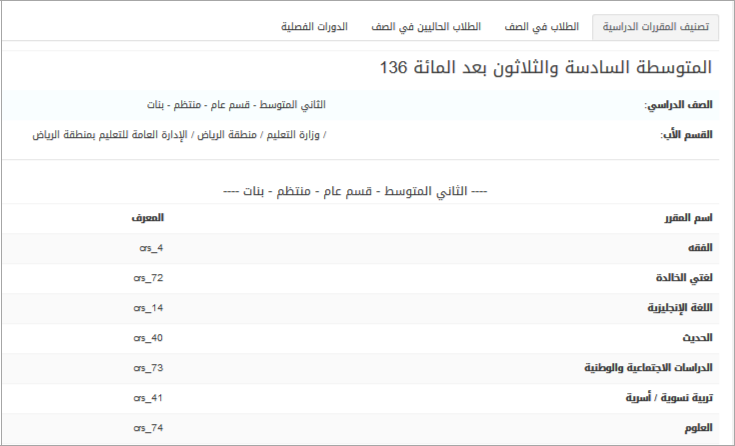 تصنيف المقررات الدراسية الطلاب في الصف الطلاب الحاليين في الصف الدورات الفصلية
المتوسطة السادسة والثلاثون بعد المائة 136
الصف الدراسي: الثاني المتوسط - قسم عام - منتظم - بنات
القسم الأب: / وزارة التعليم / منطقة الرياض / الإدارة العامة للتعليم بمنطقة الرياض
---- الثاني المتوسط - قسم عام - منتظم - بنات ----
اسم المقرر المعرف
الفقه crs_4
لغتي الخالدة crs_72
اللغة الإنجليزية crs_14
الحديث crs_40
الدراسات الاجتماعية والوطنية crs_73
تربية نسوية / أسرية crs_41
العلوم crs_74